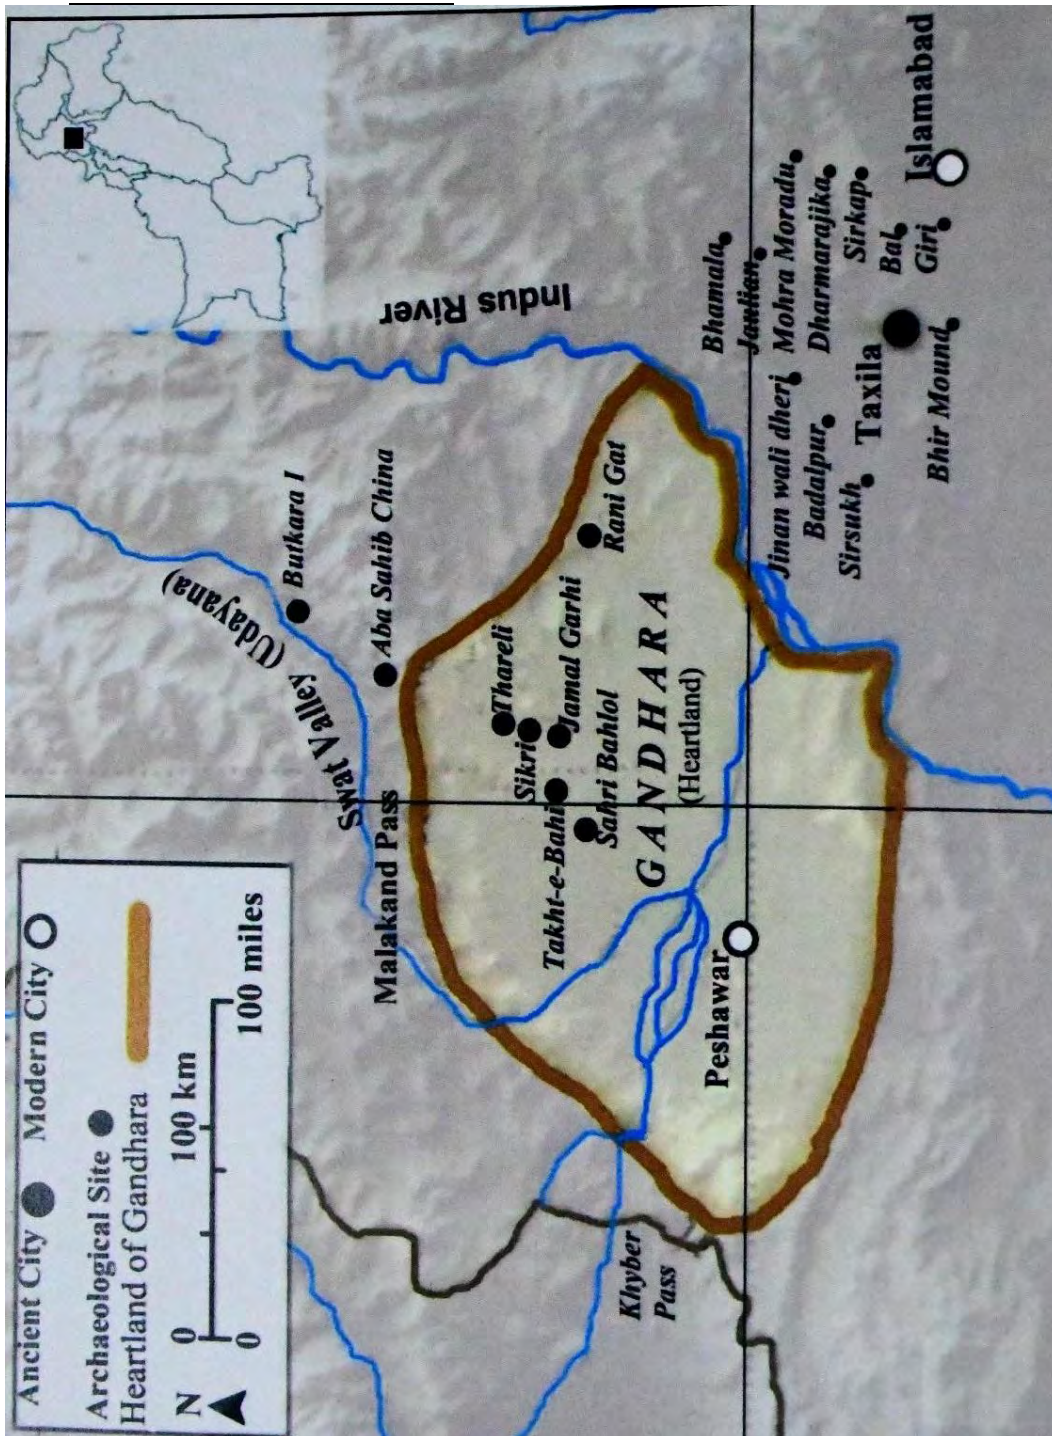 Ancient City
Modern City
Archaeological Site
Heartland of Gandhara
N
0
100 km
0
100 miles
Indus River
Swat Valley (Udayana)
Butkara I
Aba Sahib China
Malakand Pass
Thareli
Sikri
Jamal Garhi
Takht-e-Bahi
Sahri Bahlol
Rani Gat
GANDHARA
(Heartland)
Peshawar
Khyber
Pass
Bhamala
Jaulian
Mohra Moradu
Dharmarajika
Sirkap
Bal
Giri
Islamabad
Jinan wali dheri
Badalpur
Sirsukh
Taxila
Bhir Mound